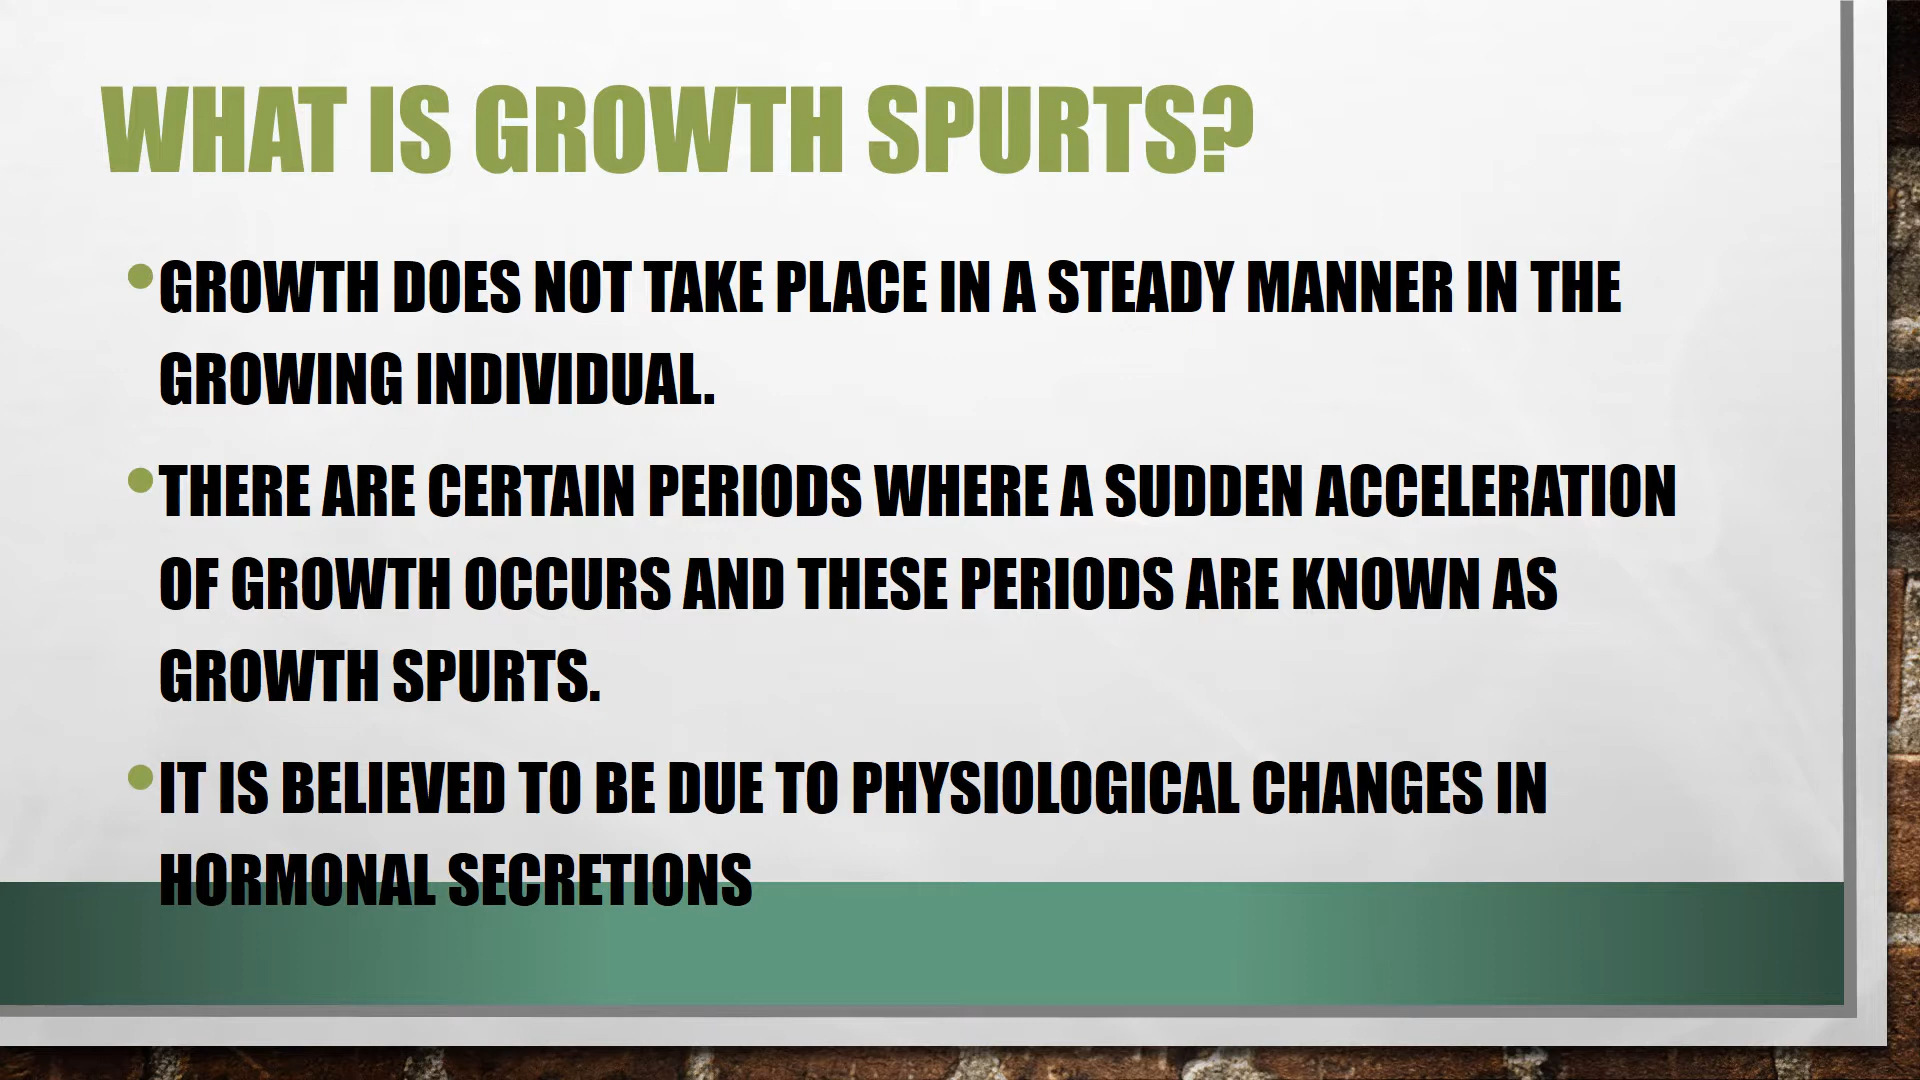 WHAT IS GROWTH SPURTS?
•GROWTH DOES NOT TAKE PLACE IN A STEADY MANNER IN THE
GROWING INDIVIDUAL.
•THERE ARE CERTAIN PERIODS WHERE A SUDDEN ACCELERATION
OF GROWTH OCCURS AND THESE PERIODS ARE KNOWN AS
GROWTH SPURTS.
•IT IS BELIEVED TO BE DUE TO PHYSIOLOGICAL CHANGES IN
HORMONAL SECRETIONS